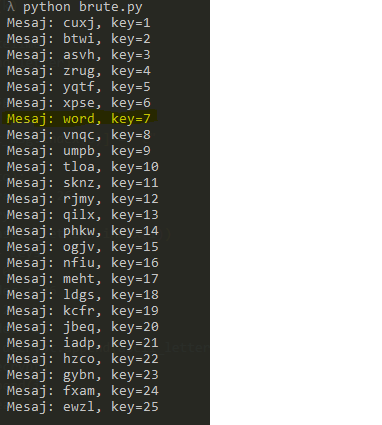 λ python brute.py
Mesaj: cuxj, key=1
Mesaj: btwi, key=2
Mesaj: asvh, key=3
Mesaj: zrug, key=4
Mesaj: yqtf, key=5
Mesaj: xpse, key=6
Mesaj: word, key=7
Mesaj: vnqc, key=8
Mesaj: umpb, key=9
Mesaj: tloa, key=10
Mesaj: sknz, key=11
Mesaj: rjmy, key=12
Mesaj: qilx, key=13
Mesaj: phkw, key=14
Mesaj: ogjv, key=15
Mesaj: nfiu, key=16
Mesaj: meht, key=17
Mesaj: ldgs, key=18
Mesaj: kcfr, key=19
Mesaj: jbeq, key=20
Mesaj: iadp, key=21
Mesaj: hzco, key=22
Mesaj: gybn, key=23
Mesaj: fxam, key=24
Mesaj: ewzl, key=25